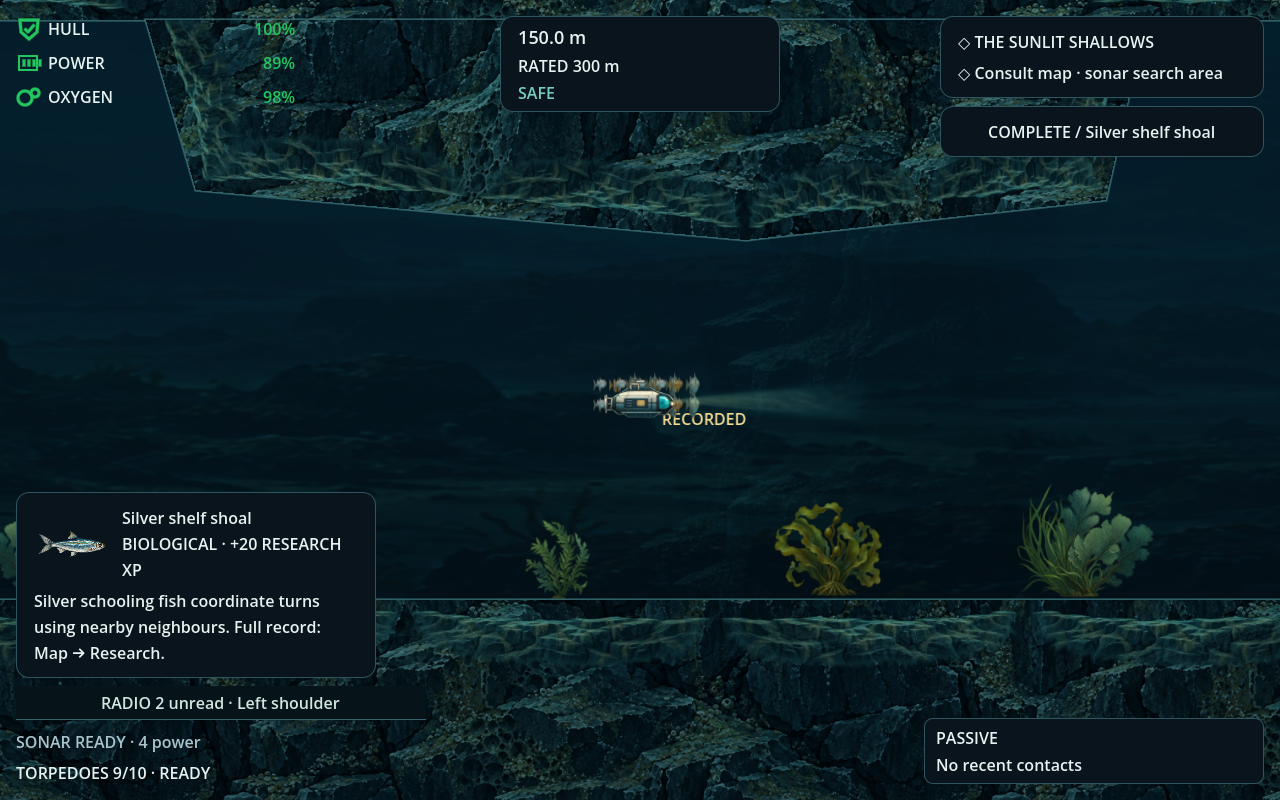 HULL 100%
POWER 89%
OXYGEN 98%
150.0 m
RATED 300 m
SAFE
◇ THE SUNLIT SHALLOWS
◇ Consult map · sonar search area
COMPLETE / Silver shelf shoal
RECORDED
Silver shelf shoal
BIOLOGICAL · +20 RESEARCH
XP
Silver schooling fish coordinate turns
using nearby neighbours. Full record:
Map → Research.
RADIO 2 unread · Left shoulder
SONAR READY · 4 power
TORPEDOES 9/10 · READY
PASSIVE
No recent contacts